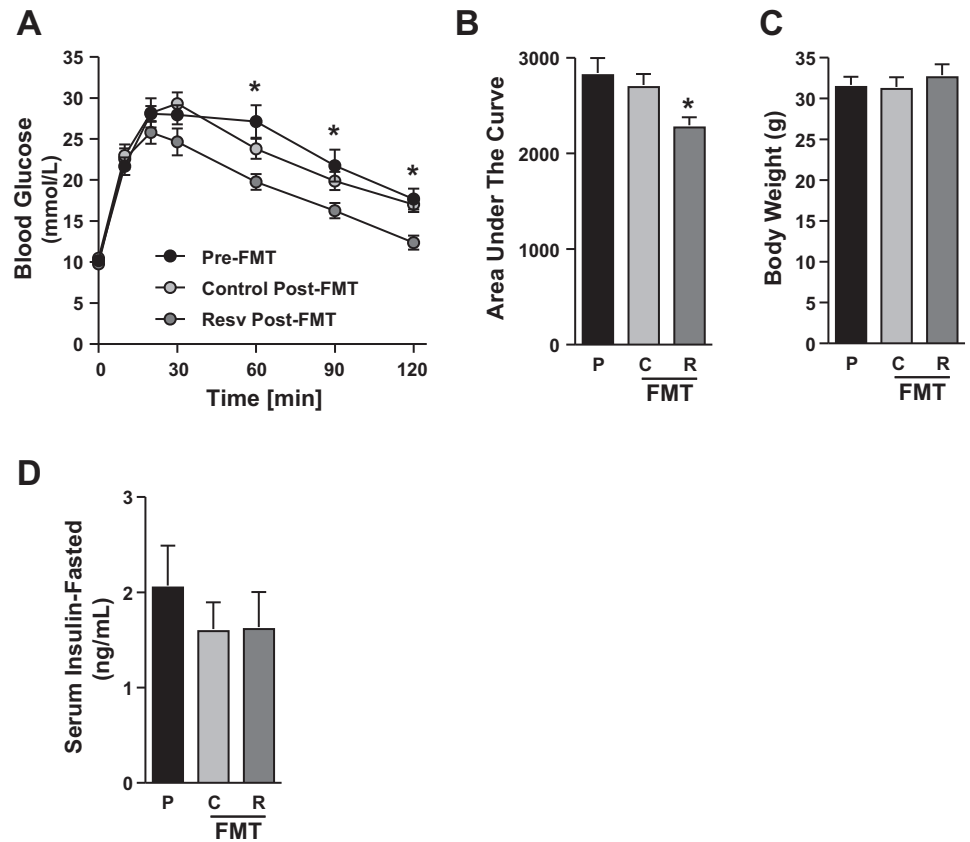 A
Blood Glucose
(mmol/L)
35
30
25
20
15
10
5
0
*
*
*
Pre-FMT
Control Post-FMT
Resv Post-FMT
0
30
60
90
120
Time [min]
B
Area Under The Curve
3000
2000
1000
0
*
P
C
R
FMT
C
Body Weight (g)
35
30
25
20
15
10
5
0
P
C
R
FMT
D
Serum Insulin-Fasted
(ng/mL)
3
2
1
0
P
C
R
FMT